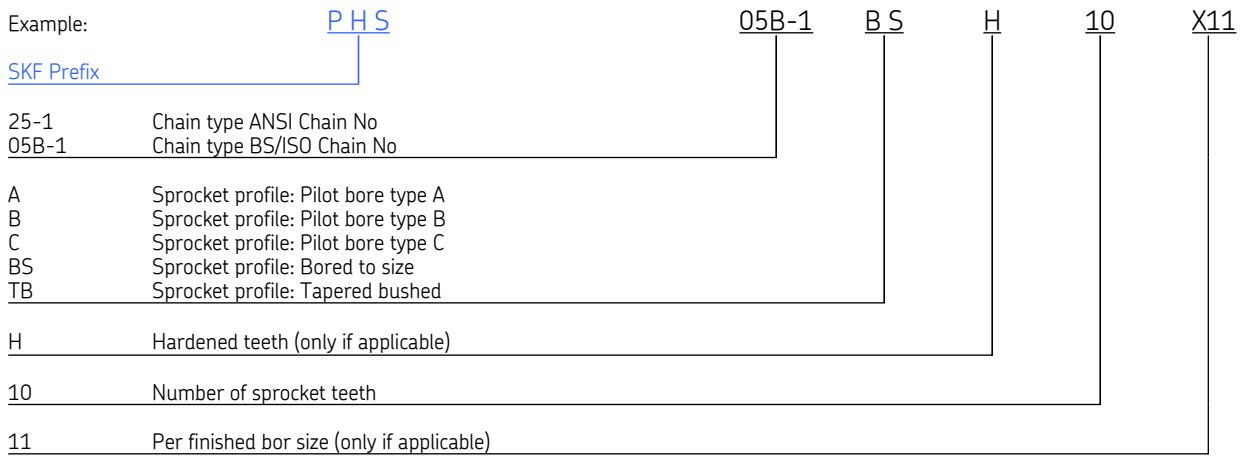 Example: P H S 05B-1 B S H 10 X11
SKF Prefix
25-1 Chain type ANSI Chain No
05B-1 Chain type BS/ISO Chain No
A Sprocket profile: Pilot bore type A
B Sprocket profile: Pilot bore type B
C Sprocket profile: Pilot bore type C
BS Sprocket profile: Bored to size
TB Sprocket profile: Tapered bushed
H Hardened teeth (only if applicable)
10 Number of sprocket teeth
11 Per finished bor size (only if applicable)